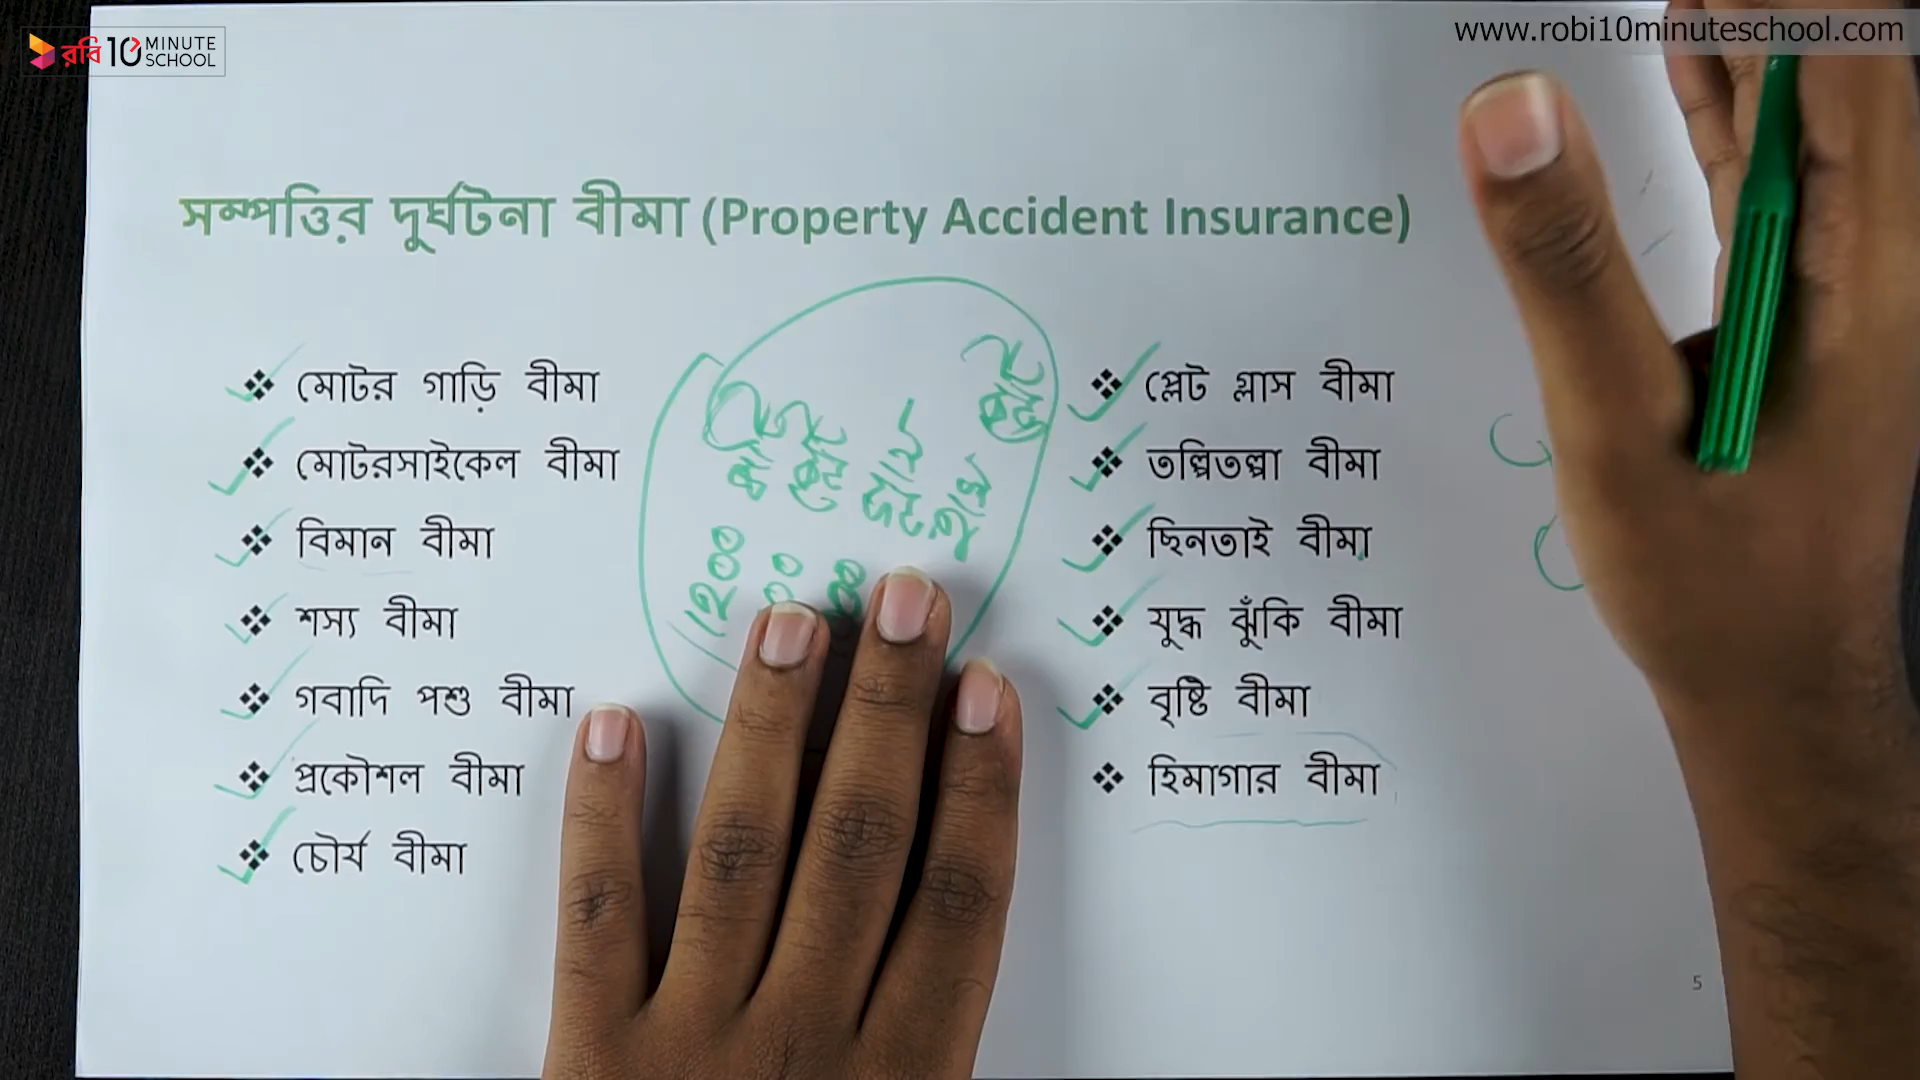 রবি 10 MINUTE SCHOOL
www.robi10minuteschool.com
সম্পত্তির দুর্ঘটনা বীমা (Property Accident Insurance)
❖ মোটর গাড়ি বীমা
❖ মোটরসাইকেল বীমা
❖ বিমান বীমা
❖ শস্য বীমা
❖ গবাদি পশু বীমা
❖ প্রকৌশল বীমা
❖ চৌর্য বীমা
❖ প্লেট গ্লাস বীমা
❖ তল্পিতল্পা বীমা
❖ ছিনতাই বীমা
❖ যুদ্ধ ঝুঁকি বীমা
❖ বৃষ্টি বীমা
❖ হিমাগার বীমা
5